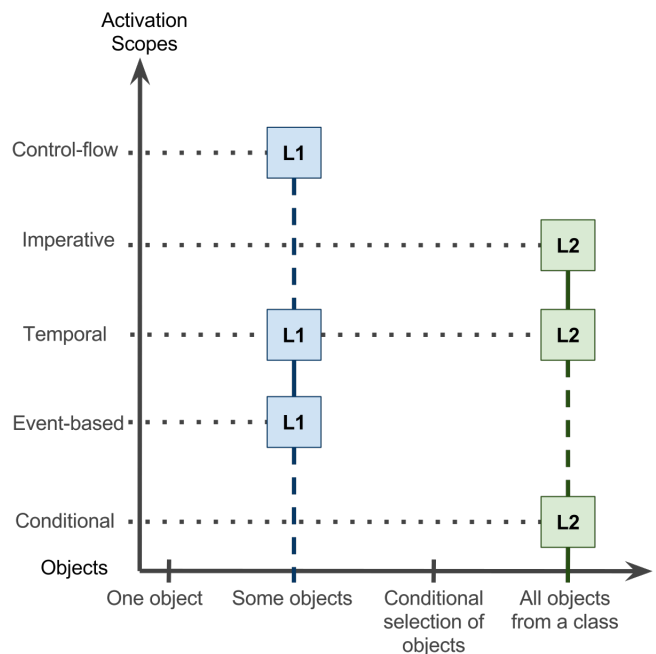 Activation
Scopes
Control-flow
L1
Imperative
L2
Temporal
L1
L2
Event-based
L1
Conditional
L2
Objects
One object
Some objects
Conditional
selection of
objects
All objects
from a class